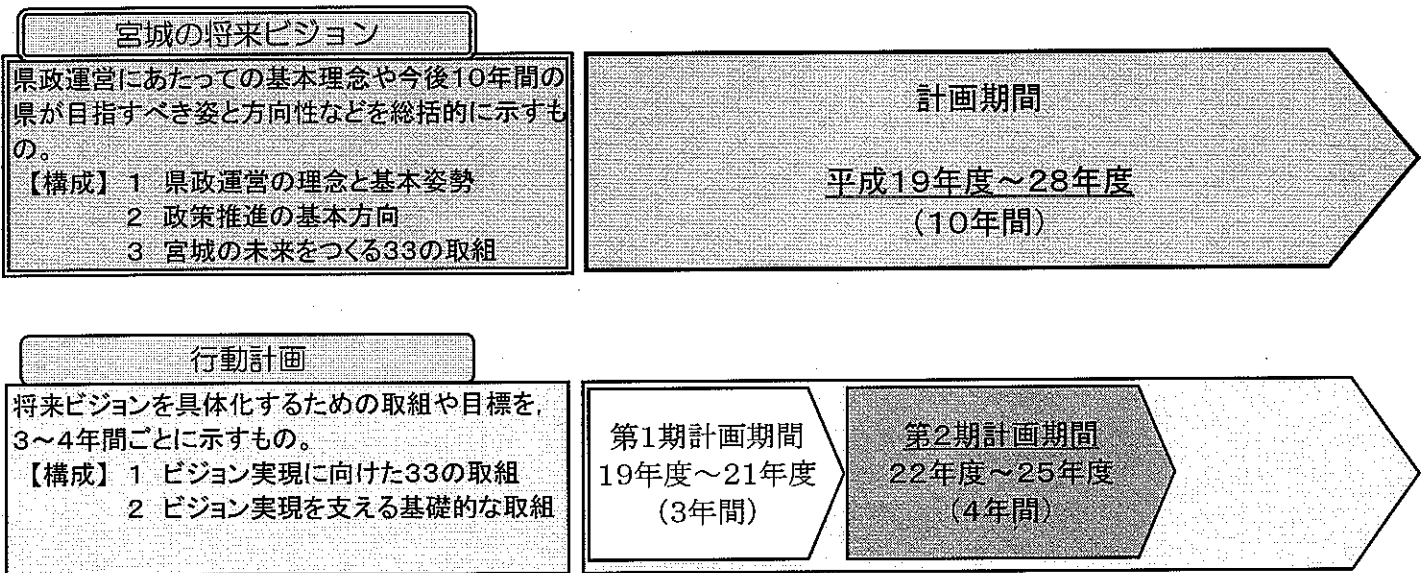 宮城の将来ビジョン
県政運営にあたっての基本理念や今後10年間の
県が目指すべき姿と方向性などを総括的に示すも
の。
【構成】 1 県政運営の理念と基本姿勢
2 政策推進の基本方向
3 宮城の未来をつくる33の取組
計画期間
平成19年度～28年度
(10年間)
行動計画
将来ビジョンを具体化するための取組や目標を,
3～4年間ごとに示すもの。
【構成】 1 ビジョン実現に向けた33の取組
2 ビジョン実現を支える基礎的な取組
第1期計画期間
19年度～21年度
(3年間)
第2期計画期間
22年度～25年度
(4年間)